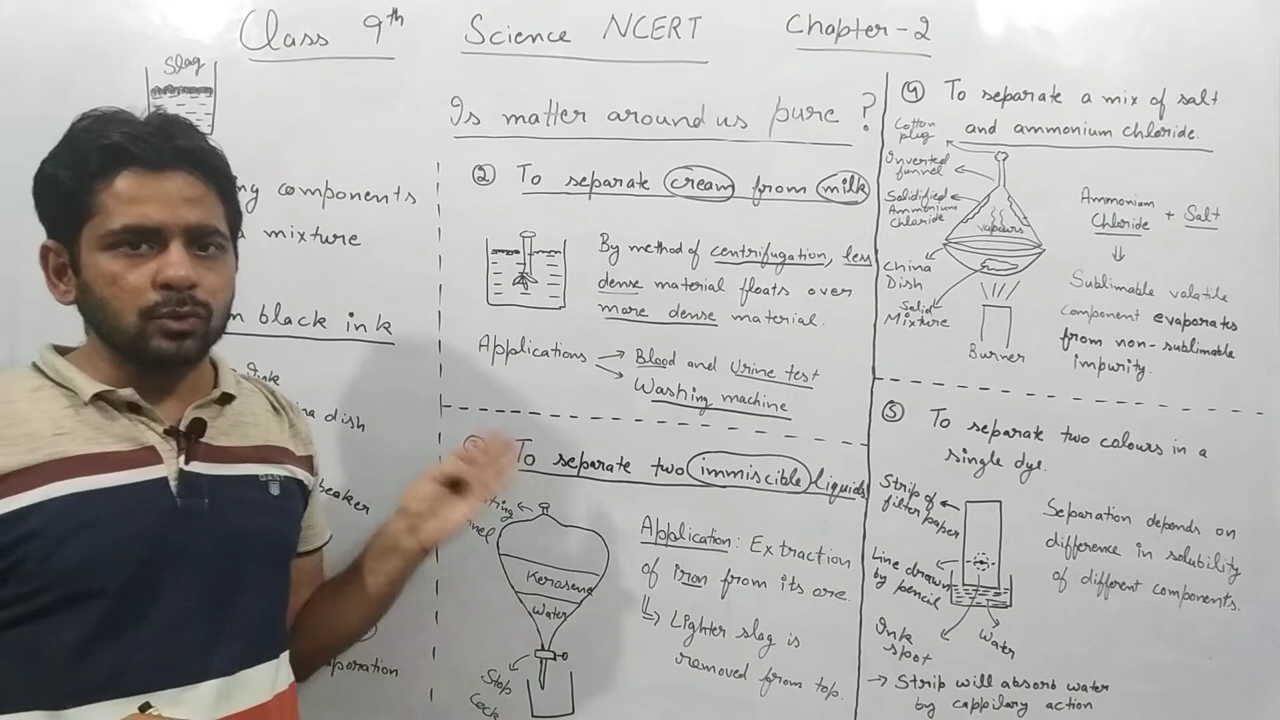 Class 9th Science NCERT Chapter-2
Slag
Is matter around us pure ?
components
mixture
black ink
dish
beaker
② To separate cream from milk
By method of centrifugation, less
dense material floats over
more dense material.
Applications → Blood and Urine test
→ Washing machine
To separate two immiscible liquids
Kerosene
Water
Stop
Cock
Application: Extraction
of iron from its ore.
↳ Lighter slag is
removed from top.
④ To separate a mix of salt
and ammonium chloride.
Cotton
plug
Inverted
funnel
Solidified
Ammonium
Chloride
vapours
China
Dish
Solid
Mixture
Burner
Ammonium
Chloride + Salt
⇓
Sublimable volatile
component evaporates
from non-sublimable
impurity.
⑤ To separate two colours in a
single dye.
Strip of
filter paper
Line drawn
by pencil
Ink
spot
Water
Separation depends on
difference in solubility
of different components.
→ Strip will absorb water
by cappilary action
GANT